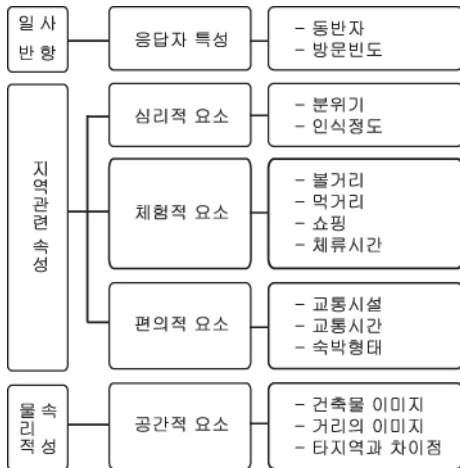 일반
사항
응답자 특성
– 동반자
– 방문빈도
지역관련 속성
심리적 요소
– 분위기
– 인식정도
체험적 요소
– 볼거리
– 먹거리
– 쇼핑
– 체류시간
편의적 요소
– 교통시설
– 교통시간
– 숙박형태
물리적
속성
공간적 요소
– 건축물 이미지
– 거리의 이미지
– 타지역과 차이점